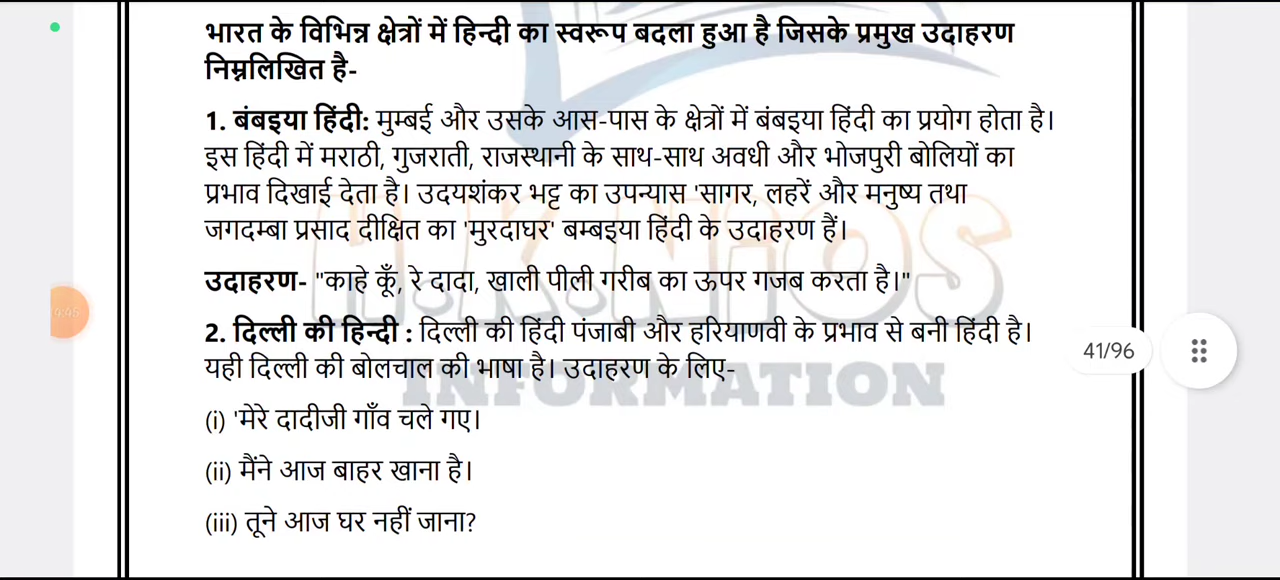 भारत के विभिन्न क्षेत्रों में हिन्दी का स्वरूप बदला हुआ है जिसके प्रमुख उदाहरण
निम्नलिखित है-
1. बंबइया हिंदी: मुम्बई और उसके आस-पास के क्षेत्रों में बंबइया हिंदी का प्रयोग होता है।
इस हिंदी में मराठी, गुजराती, राजस्थानी के साथ-साथ अवधी और भोजपुरी बोलियों का
प्रभाव दिखाई देता है। उदयशंकर भट्ट का उपन्यास 'सागर, लहरें और मनुष्य तथा
जगदम्बा प्रसाद दीक्षित का 'मुरदाघर' बम्बइया हिंदी के उदाहरण हैं।
उदाहरण- "काहे कूँ, रे दादा, खाली पीली गरीब का ऊपर गजब करता है।"
2. दिल्ली की हिन्दी : दिल्ली की हिंदी पंजाबी और हरियाणवी के प्रभाव से बनी हिंदी है।
41/96
यही दिल्ली की बोलचाल की भाषा है। उदाहरण के लिए-
(i) 'मेरे दादीजी गाँव चले गए।
(ii) मैंने आज बाहर खाना है।
(iii) तूने आज घर नहीं जाना?
H.K.NiOS
INFORMATION